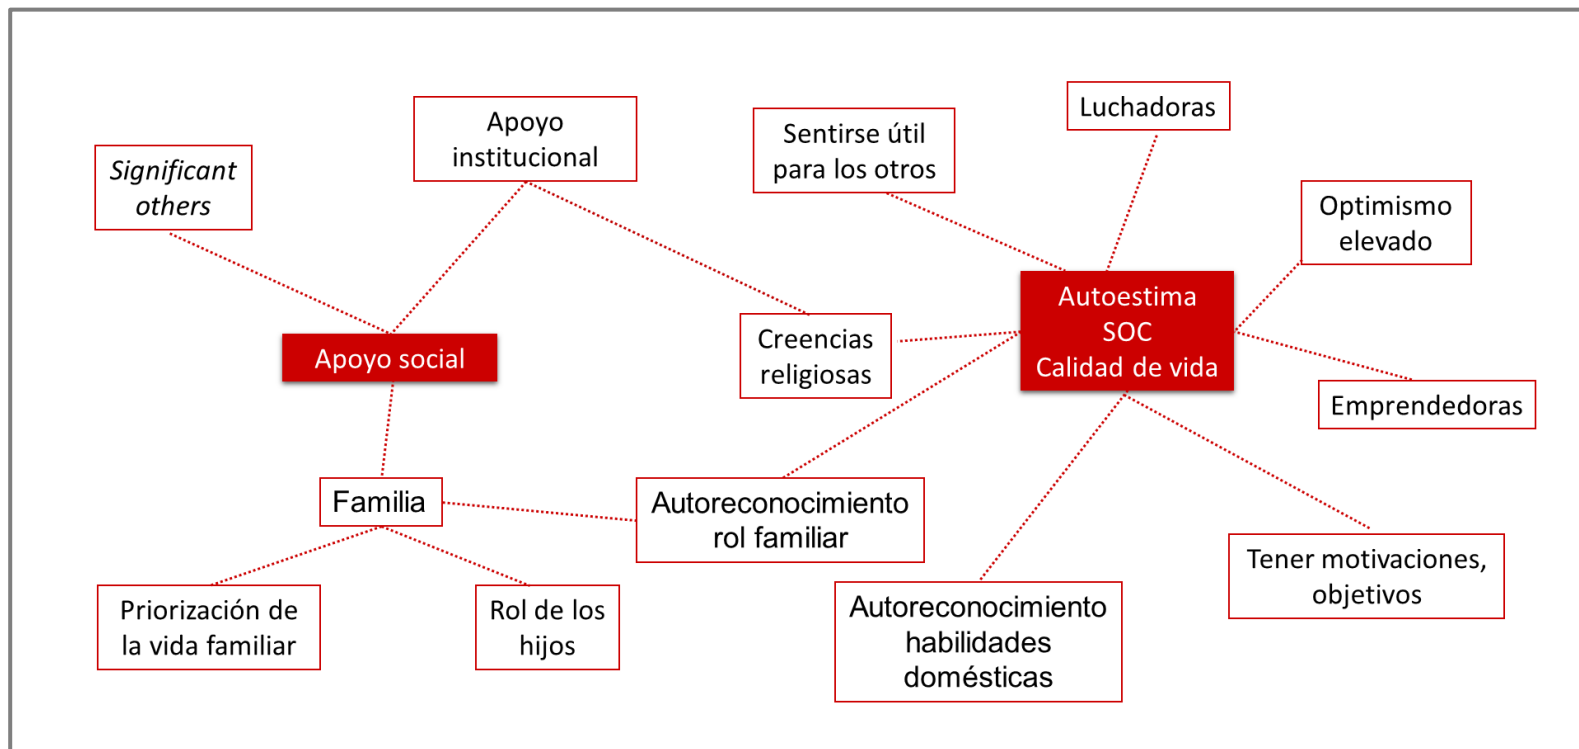 Significant
others
Apoyo
institucional
Sentirse útil
para los otros
Luchadoras
Optimismo
elevado
Apoyo social
Creencias
religiosas
Autoestima
SOC
Calidad de vida
Emprendedoras
Familia
Autoreconocimiento
rol familiar
Priorización de
la vida familiar
Rol de los
hijos
Autoreconocimiento
habilidades
domésticas
Tener motivaciones,
objetivos